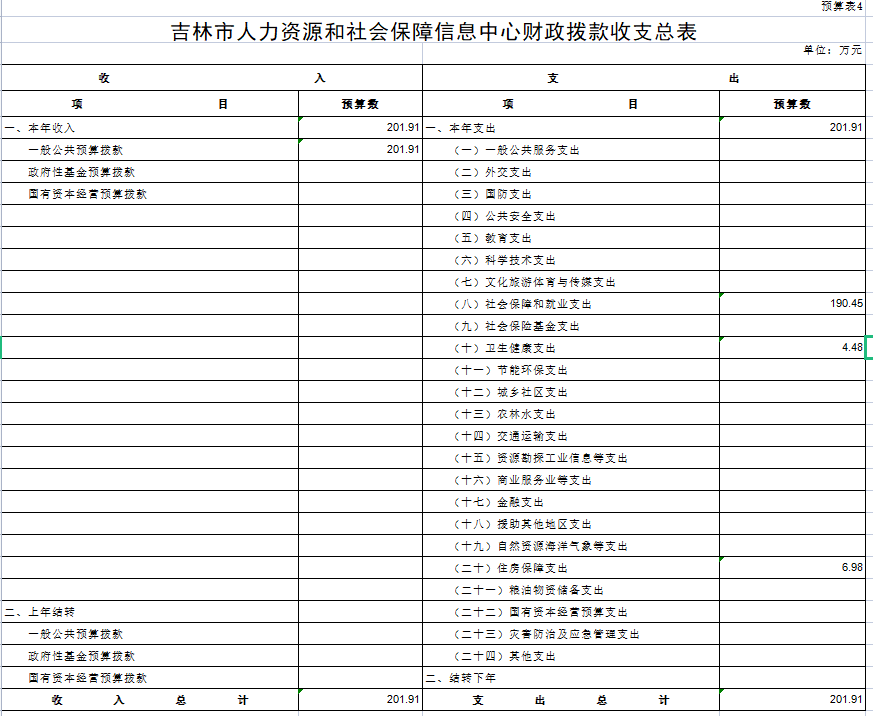 预算表4
吉林市人力资源和社会保障信息中心财政拨款收支总表
单位：万元
收 入 支 出
项 目 预算数 项 目 预算数
一、本年收入 201.91 一、本年支出 201.91
一般公共预算拨款 201.91 （一）一般公共服务支出
政府性基金预算拨款 （二）外交支出
国有资本经营预算拨款 （三）国防支出
（四）公共安全支出
（五）教育支出
（六）科学技术支出
（七）文化旅游体育与传媒支出
（八）社会保障和就业支出 190.45
（九）社会保险基金支出
（十）卫生健康支出 4.48
（十一）节能环保支出
（十二）城乡社区支出
（十三）农林水支出
（十四）交通运输支出
（十五）资源勘探工业信息等支出
（十六）商业服务业等支出
（十七）金融支出
（十八）援助其他地区支出
（十九）自然资源海洋气象等支出
（二十）住房保障支出 6.98
（二十一）粮油物资储备支出
二、上年结转 （二十二）国有资本经营预算支出
一般公共预算拨款 （二十三）灾害防治及应急管理支出
政府性基金预算拨款 （二十四）其他支出
国有资本经营预算拨款 二、结转下年
收 入 总 计 201.91 支 出 总 计 201.91